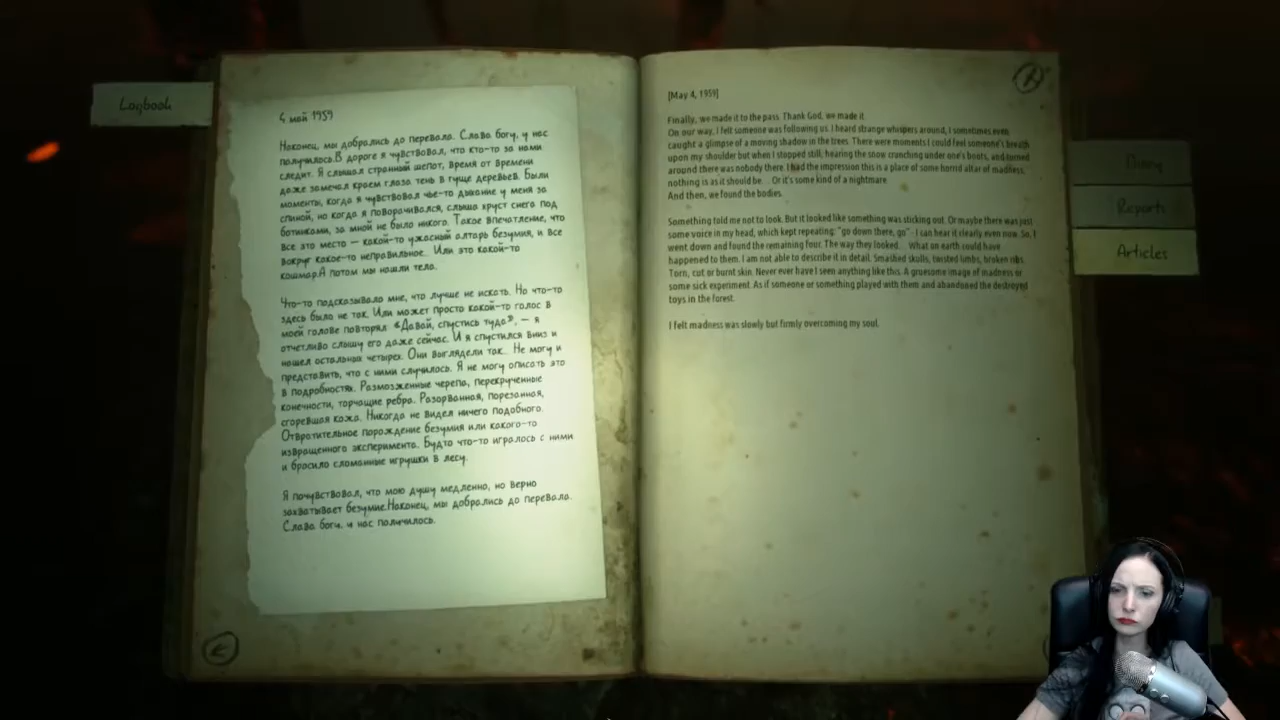 Logbook
4 май 1959
Наконец, мы добрались до перевала. Слава богу, у нас
получилось.В дороге я чувствовал, что кто-то за нами
следит. Я слышал странный шепот, время от времени
даже замечал краем глаза тень в гуще деревьев. Были
моменты, когда я чувствовал чье-то дыхание у меня за
спиной, но когда я поворачивался, слыша хруст снега под
ботинками, за мной не было никого. Такое впечатление, что
все это место – какой-то ужасный алтарь безумия, и все
вокруг какое-то неправильное... Или это какой-то
кошмар.А потом мы нашли тела.
Что-то подсказывало мне, что лучше не искать. Но что-то
здесь было не так. Или может просто какой-то голос в
моей голове повторял «Давай, спустись туда», – я
отчетливо слышу его даже сейчас. И я спустился вниз и
нашел остальных четырех. Они выглядели так... Не могу и
представить, что с ними случилось. Я не могу описать это
в подробностях. Размозженные черепа, перекрученные
конечности, торчащие ребра. Разорванная, порезанная,
сгоревшая кожа. Никогда не видел ничего подобного.
Отвратительное порождение безумия или какого-то
извращенного эксперимента. Будто что-то игралось с ними
и бросило сломанные игрушки в лесу.
Я почувствовал, что мою душу медленно, но верно
захватывает безумие.Наконец, мы добрались до перевала.
Слава богу, и нас получилось.
[May 4, 1959]
Finally, we made it to the pass. Thank God, we made it.
On our way, I felt someone was following us. I heard strange whispers around, I sometimes even
caught a glimpse of a moving shadow in the trees. There were moments I could feel someone's breath
upon my shoulder but when I stopped still, hearing the snow cranching under one's boots, and turned
around there was nobody there. I had the impression this is a place of some horrid altar of madness,
nothing is as it should be... Or it's some kind of a nightmare.
And then, we found the bodies.
Something told me not to look. But it looked like something was sticking out. Or maybe there was just
some voice in my head, which kept repeating: "go down there, go" - I can hear it clearly even now. So, I
went down and found the remaining four. The way they looked... What on earth could have
happened to them. I am not able to describe it in detail. Smashed skulls, twisted limbs, broken ribs.
Torn, cut or burnt skin. Never ever have I seen anything like this. A gruesome image of madness or
some sick experiment. As if someone or something played with them and abandoned the destroyed
toys in the forest.
I felt madness was slowly but firmly overcoming my soul.
Diary
Reports
Articles
E